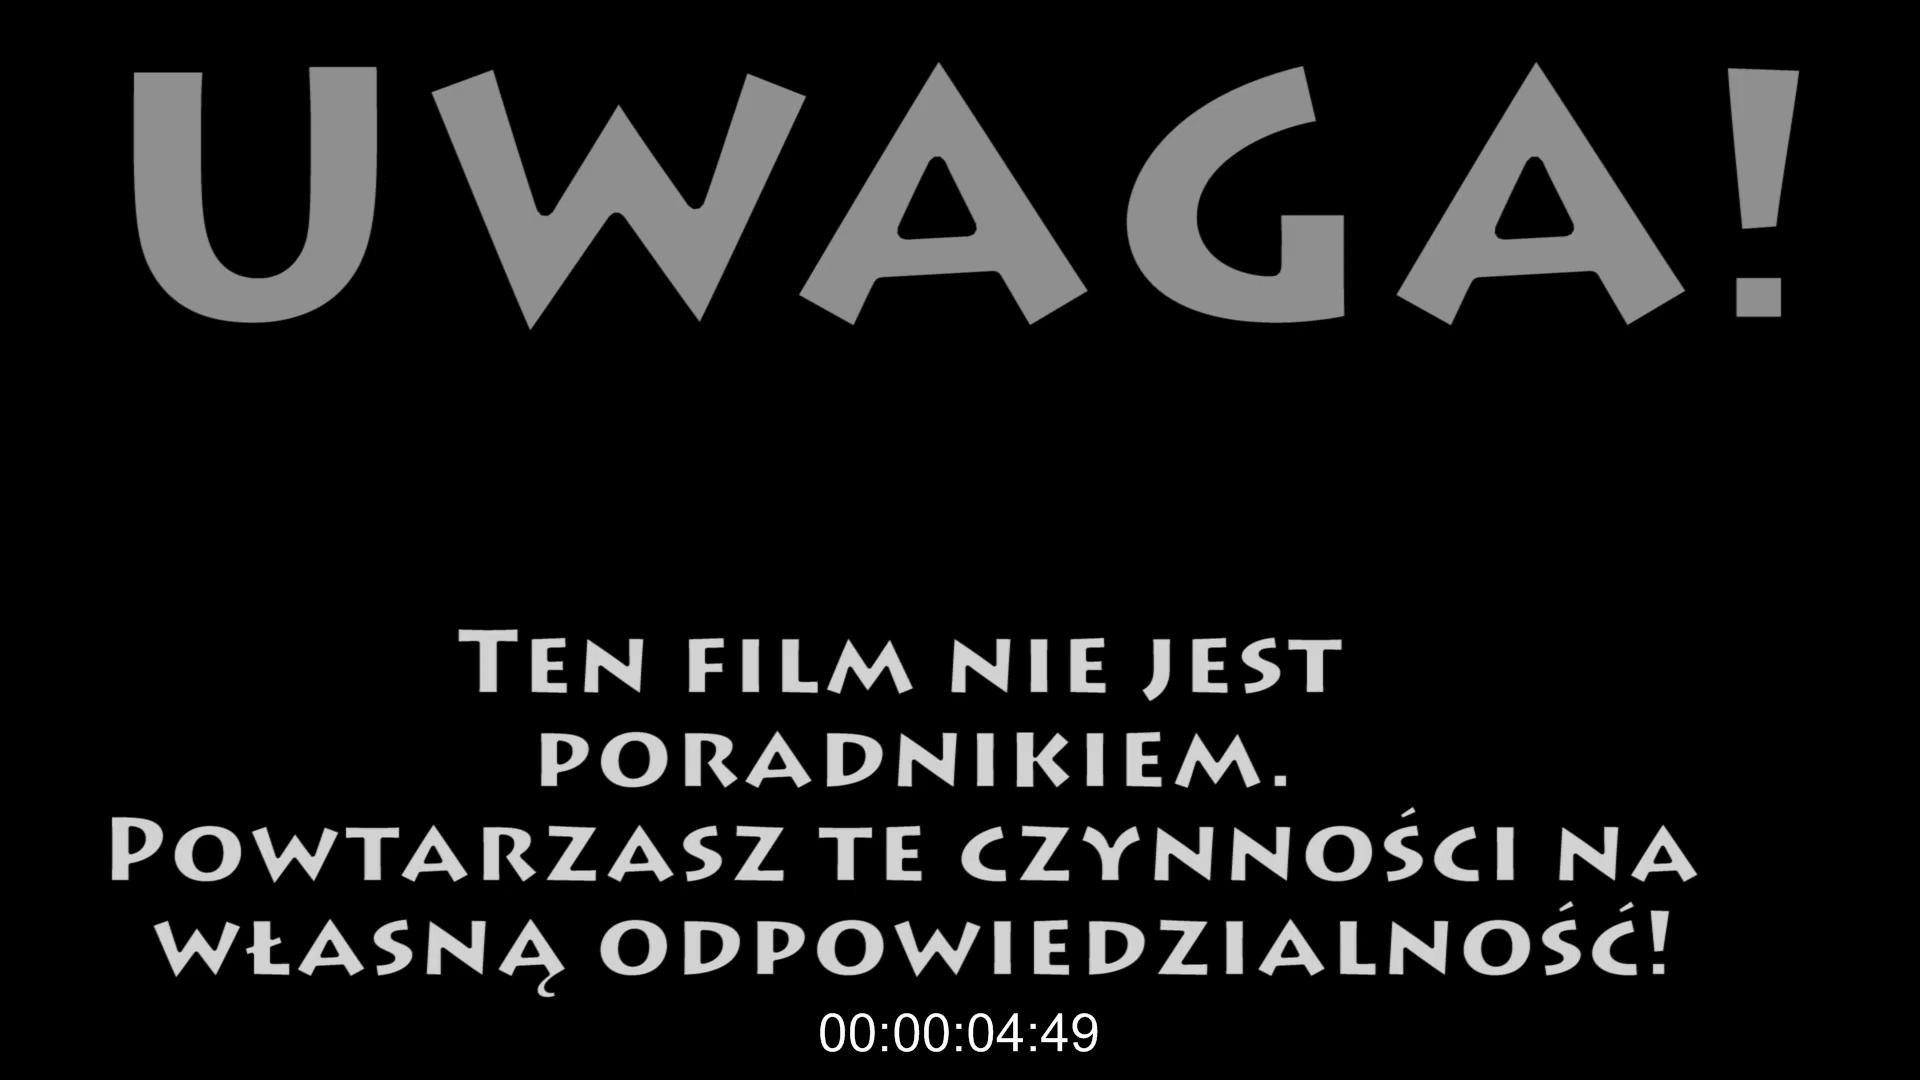 UWAGA!
Ten film nie jest
poradnikiem.
Powtarzasz te czynności na
własną odpowiedzialność!
00:00:04:49